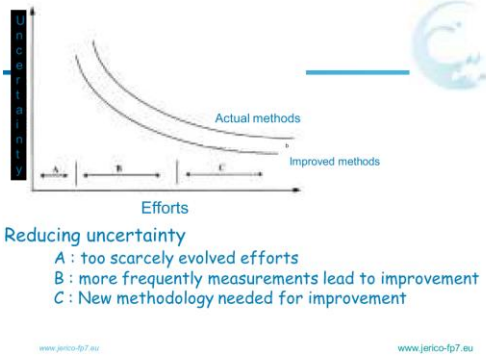 Uncertainty
Actual methods
Improved methods
A
B
C
Efforts
Reducing uncertainty
A : too scarcely evolved efforts
B : more frequently measurements lead to improvement
C : New methodology needed for improvement
www.jerico-fp7.eu
www.jerico-fp7.eu